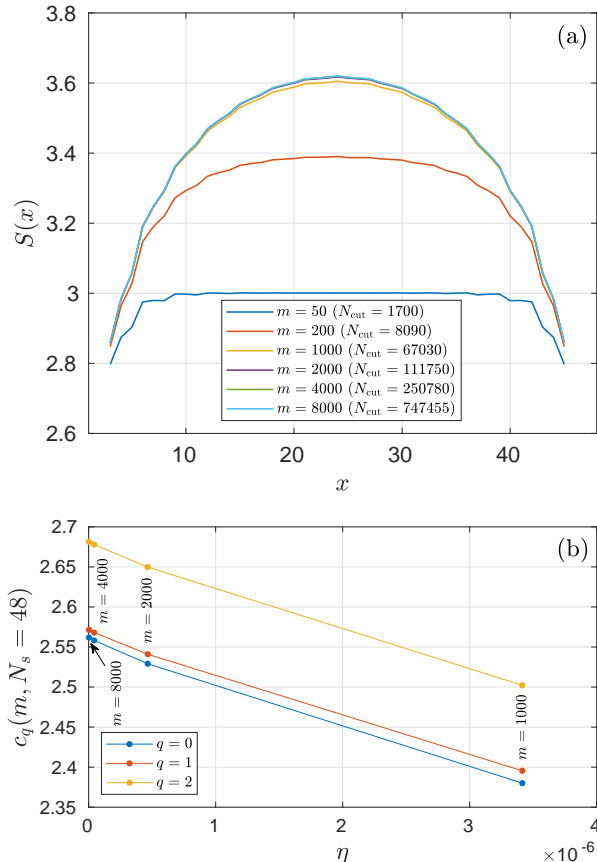 (a)
3.8
3.6
3.4
3.2
3
2.8
2.6
S(x)
m = 50 (N_cut = 1700)
m = 200 (N_cut = 8090)
m = 1000 (N_cut = 67030)
m = 2000 (N_cut = 111750)
m = 4000 (N_cut = 250780)
m = 8000 (N_cut = 747455)
10 20 30 40
x
(b)
2.7
2.65
2.6
2.55
2.5
2.45
2.4
2.35
c_q(m, N_s = 48)
m = 8000
m = 4000
m = 2000
m = 1000
q = 0
q = 1
q = 2
0 1 2 3 4
×10^-6
η